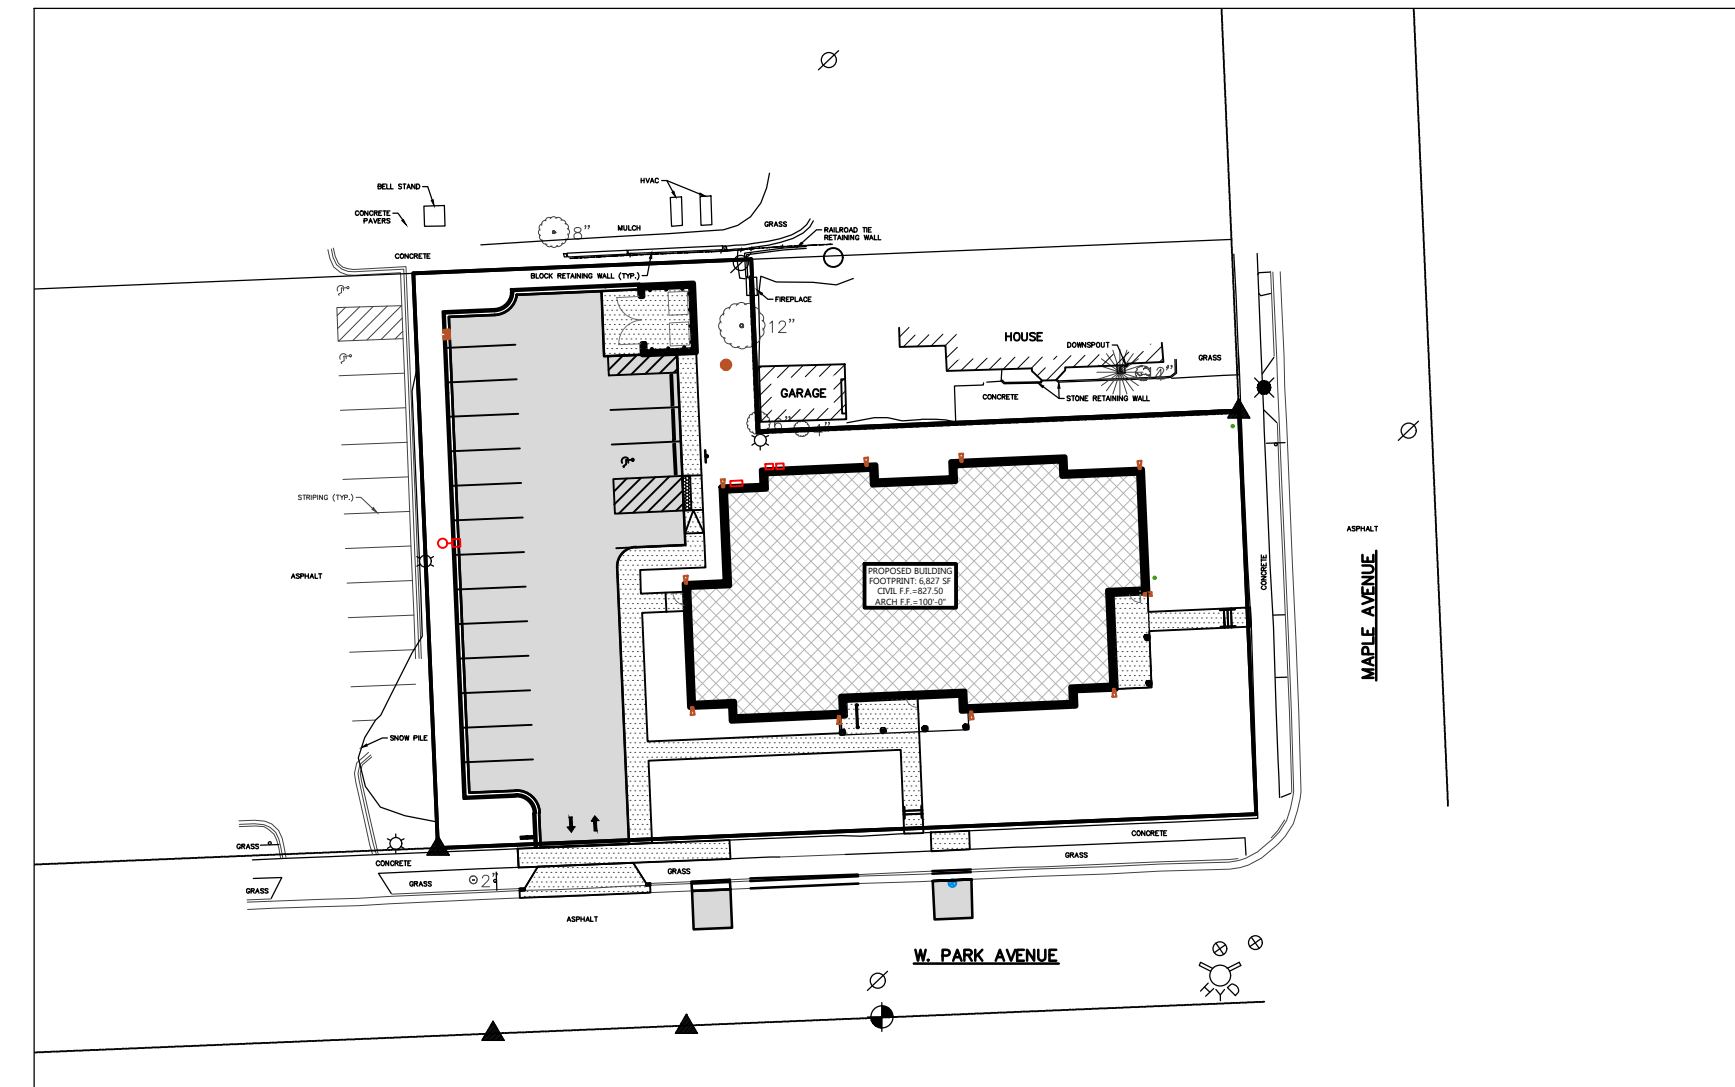 BELL STAND
HVAC
CONCRETE
PAVERS
8"
MULCH
GRASS
RAILROAD TIE
RETAINING WALL
CONCRETE
BLOCK RETAINING WALL (TYP.)
FIREPLACE
12"
HOUSE
DOWNSPOUT
GRASS
GARAGE
CONCRETE
STONE RETAINING WALL
STRIPING (TYP.)
ASPHALT
ASPHALT
CONCRETE
MAPLE AVENUE
PROPOSED BUILDING
FOOTPRINT: 6,827 SF
CIVIL F.F.=827.50
ARCH F.F.=100'-0"
SNOW PILE
GRASS
CONCRETE
CONCRETE
GRASS
GRASS
GRASS
GRASS
2"
ASPHALT
W. PARK AVENUE
HYD